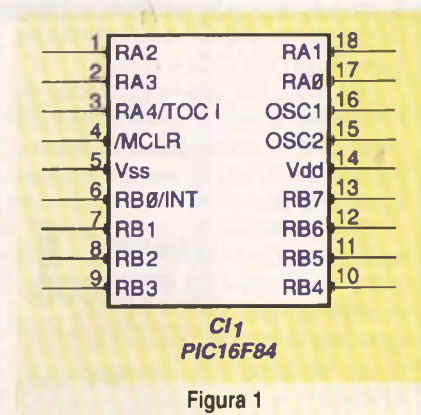 1 RA2 RA1 18
2 RA3 RAØ 17
3 RA4/TOC I OSC1 16
4 /MCLR OSC2 15
5 Vss Vdd 14
6 RBØ/INT RB7 13
7 RB1 RB6 12
8 RB2 RB5 11
9 RB3 RB4 10
CI1
PIC16F84
Figura 1